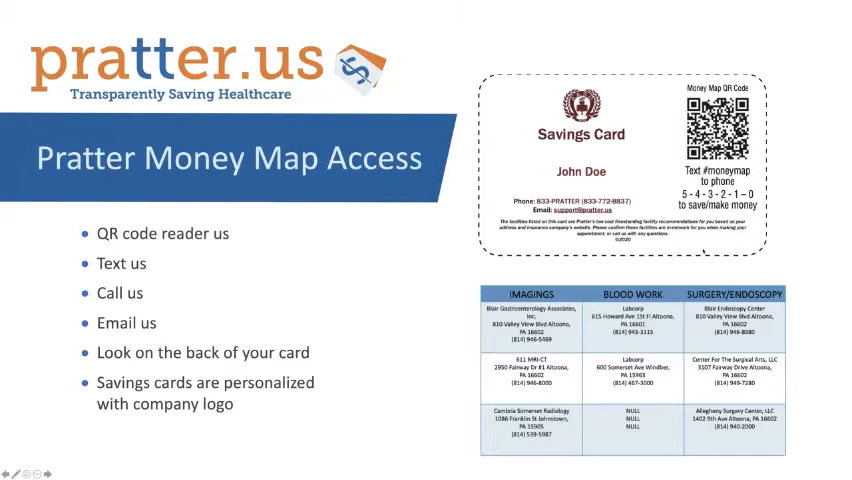 pratter.us
Transparently Saving Healthcare
Pratter Money Map Access
QR code reader us
Text us
Call us
Email us
Look on the back of your card
Savings cards are personalized
with company logo
Savings Card
John Doe
Phone: 833-PRATTER (833-772-8837)
Email: support@pratter.us
The facilities listed on this card are Pratter's low cost freestanding facility recommendations for you based on your
address and insurance company's website. Please confirm these facilities are in-network for you when making your
appointment, or call us with any questions.
©2020
Money Map QR Code
Text #moneymap
to phone
5 - 4 - 3 - 2 - 1 – 0
to save/make money
IMAGINGS BLOOD WORK SURGERY/ENDOSCOPY
Blair Gastroenterology Associates,
Inc.
810 Valley View Blvd Altoona,
PA 16602
(814) 946-5469
Labcorp
615 Howard Ave 1St Fl Altoona,
PA 16601
(814) 943-3115
Blair Endoscopy Center
810 Valley View Blvd Altoona,
PA 16602
(814) 946-8980
611 MRI-CT
2950 Fairway Dr #1 Altoona,
PA 16602
(814) 946-8000
Labcorp
600 Somerset Ave Windber,
PA 15963
(814) 467-3000
Center For The Surgical Arts, LLC
3107 Fairway Drive Altoona,
PA 16602
(814) 949-7280
Cambria Somerset Radiology
1086 Franklin St Johnstown,
PA 15905
(814) 539-5987
NULL
NULL
NULL
Allegheny Surgery Center, LLC
1402 9th Ave Altoona, PA 16602
(814) 940-2000